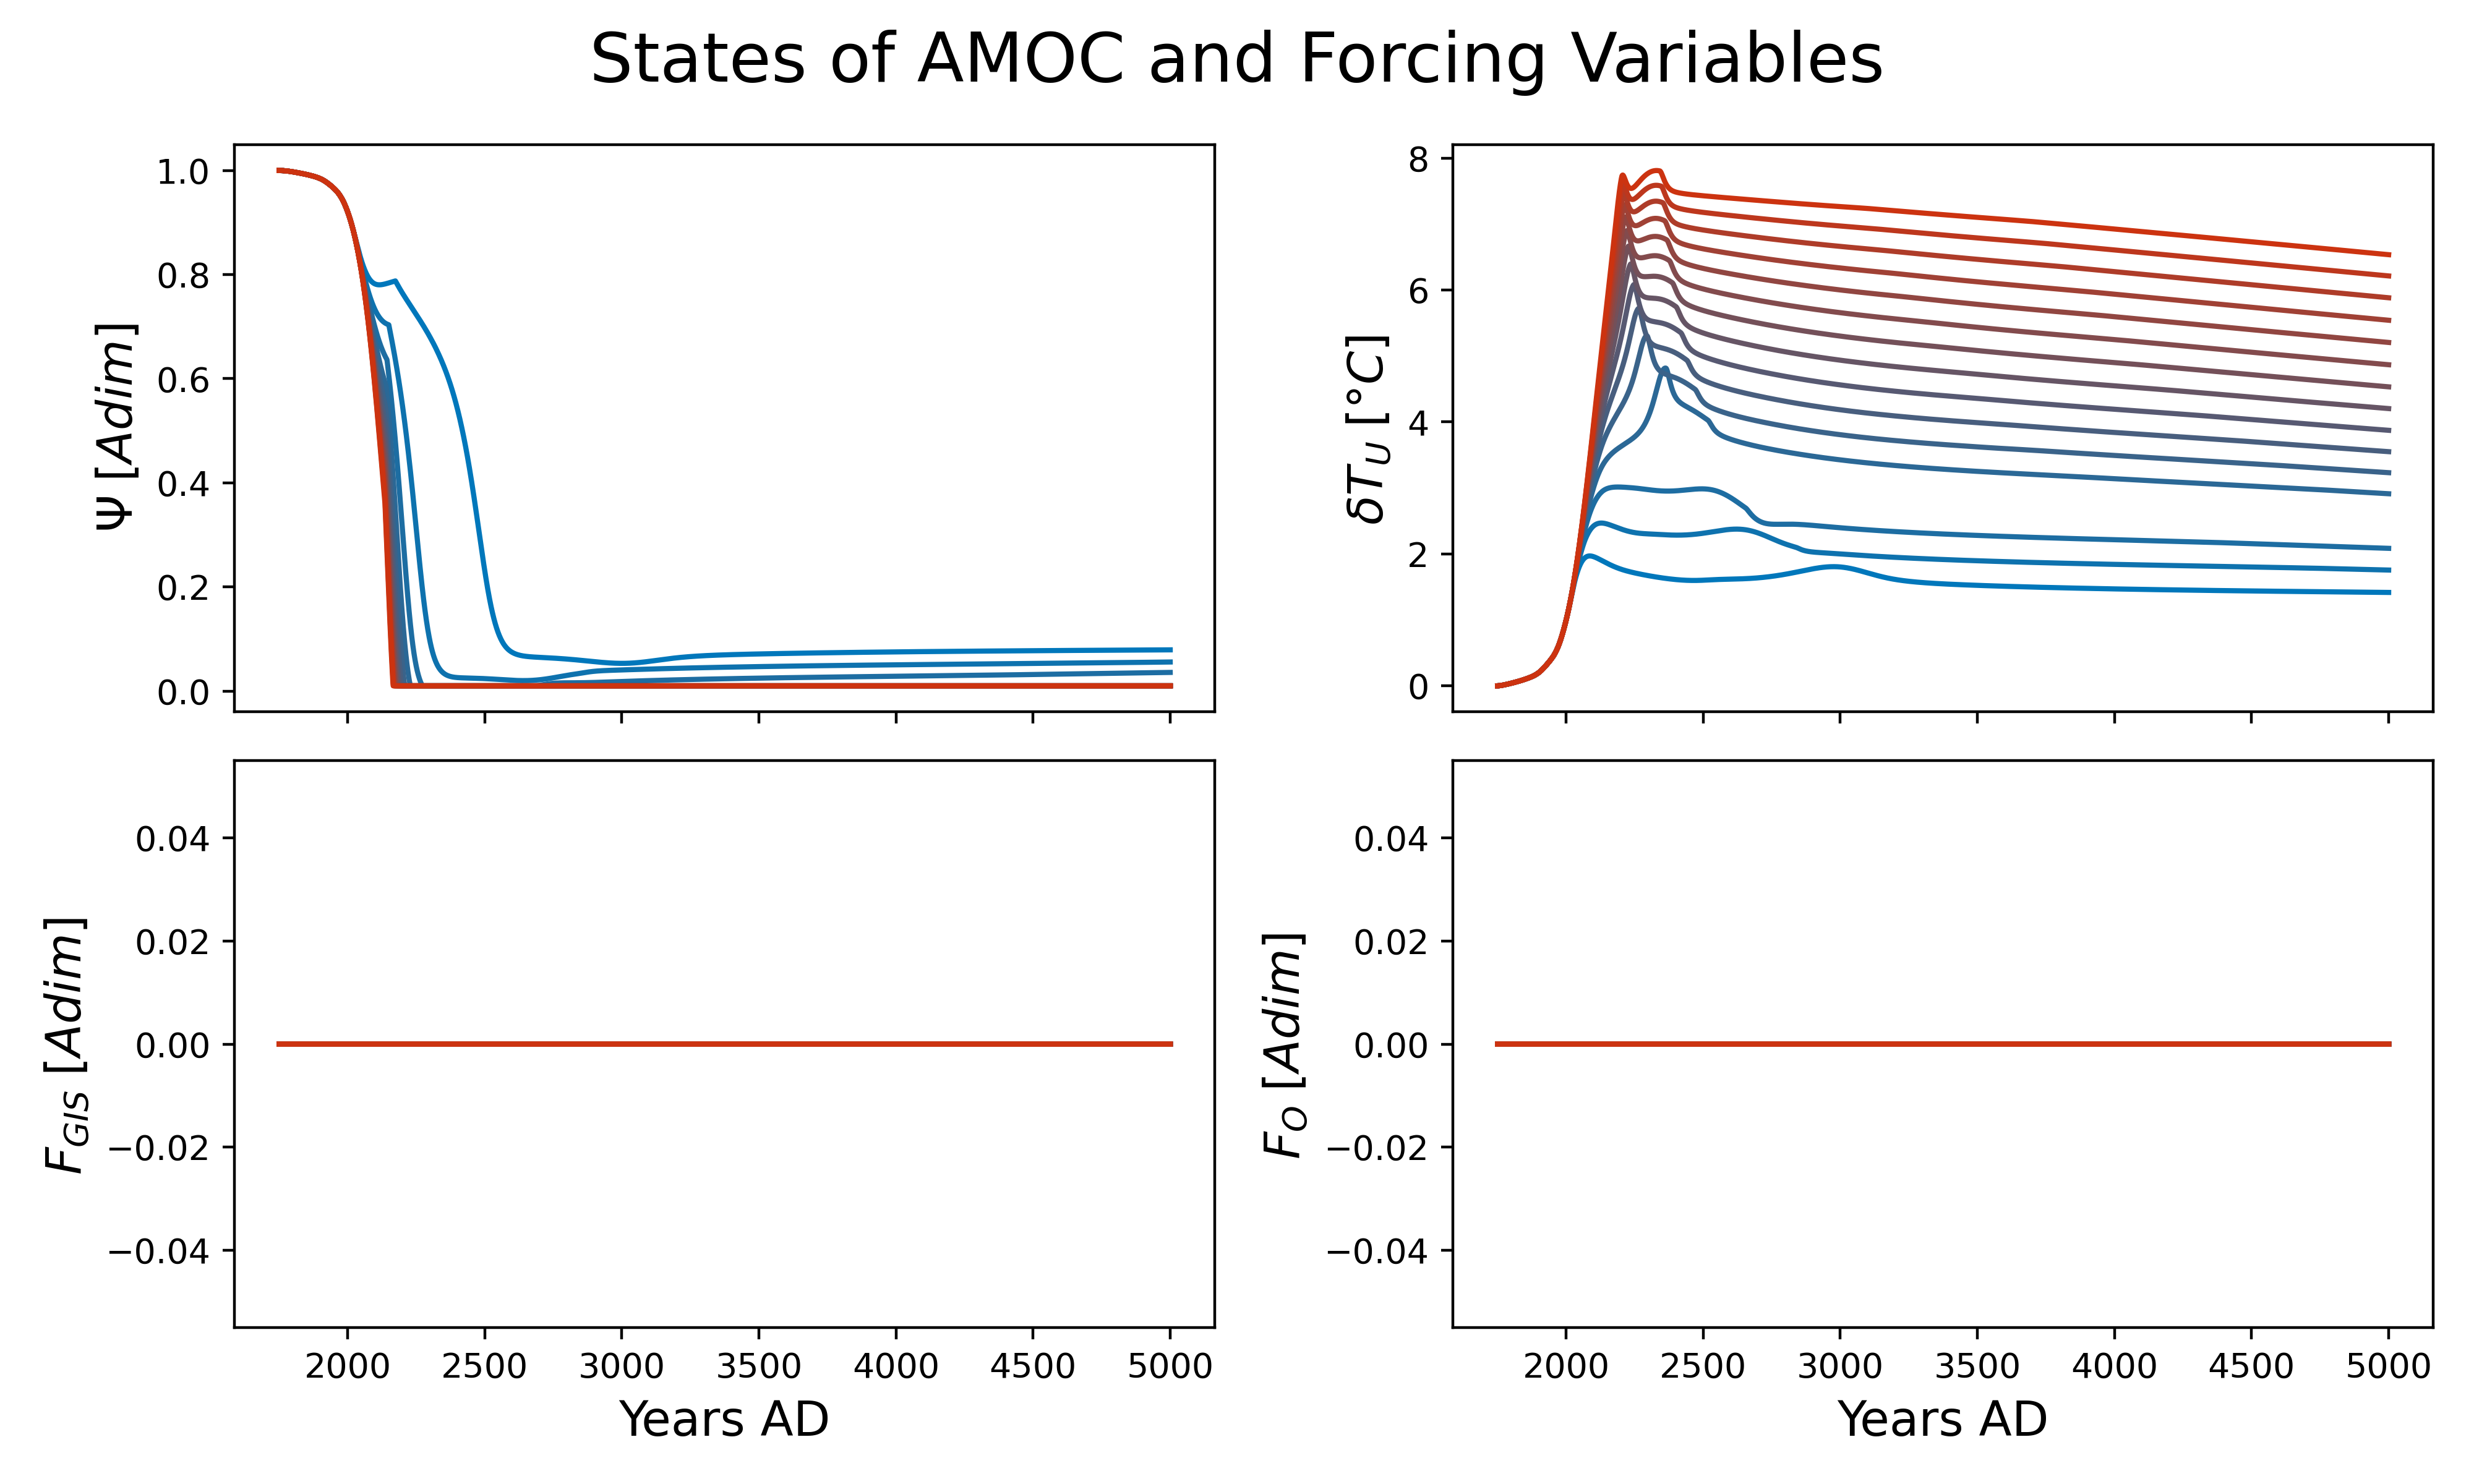 States of AMOC and Forcing Variables
Ψ [Adim]
1.0
0.8
0.6
0.4
0.2
0.0
δT_U [°C]
8
6
4
2
0
F_GIS [Adim]
0.04
0.02
0.00
−0.02
−0.04
2000 2500 3000 3500 4000 4500 5000
Years AD
F_O [Adim]
0.04
0.02
0.00
−0.02
−0.04
2000 2500 3000 3500 4000 4500 5000
Years AD